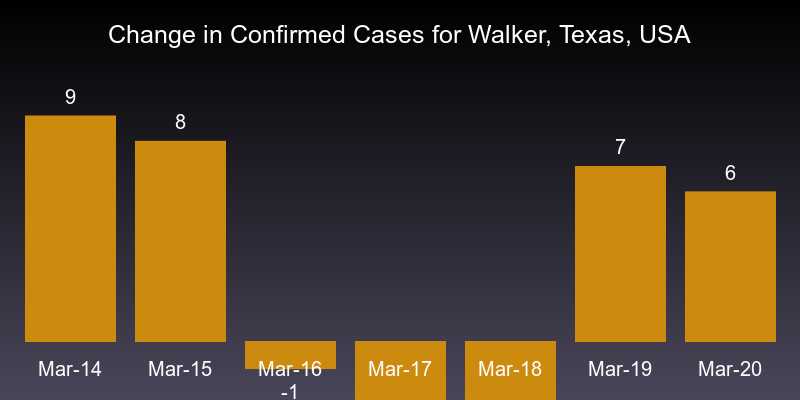 Change in Confirmed Cases for Walker, Texas, USA
9
8
7
6
Mar-14
Mar-15
Mar-16
Mar-17
Mar-18
Mar-19
Mar-20
-1